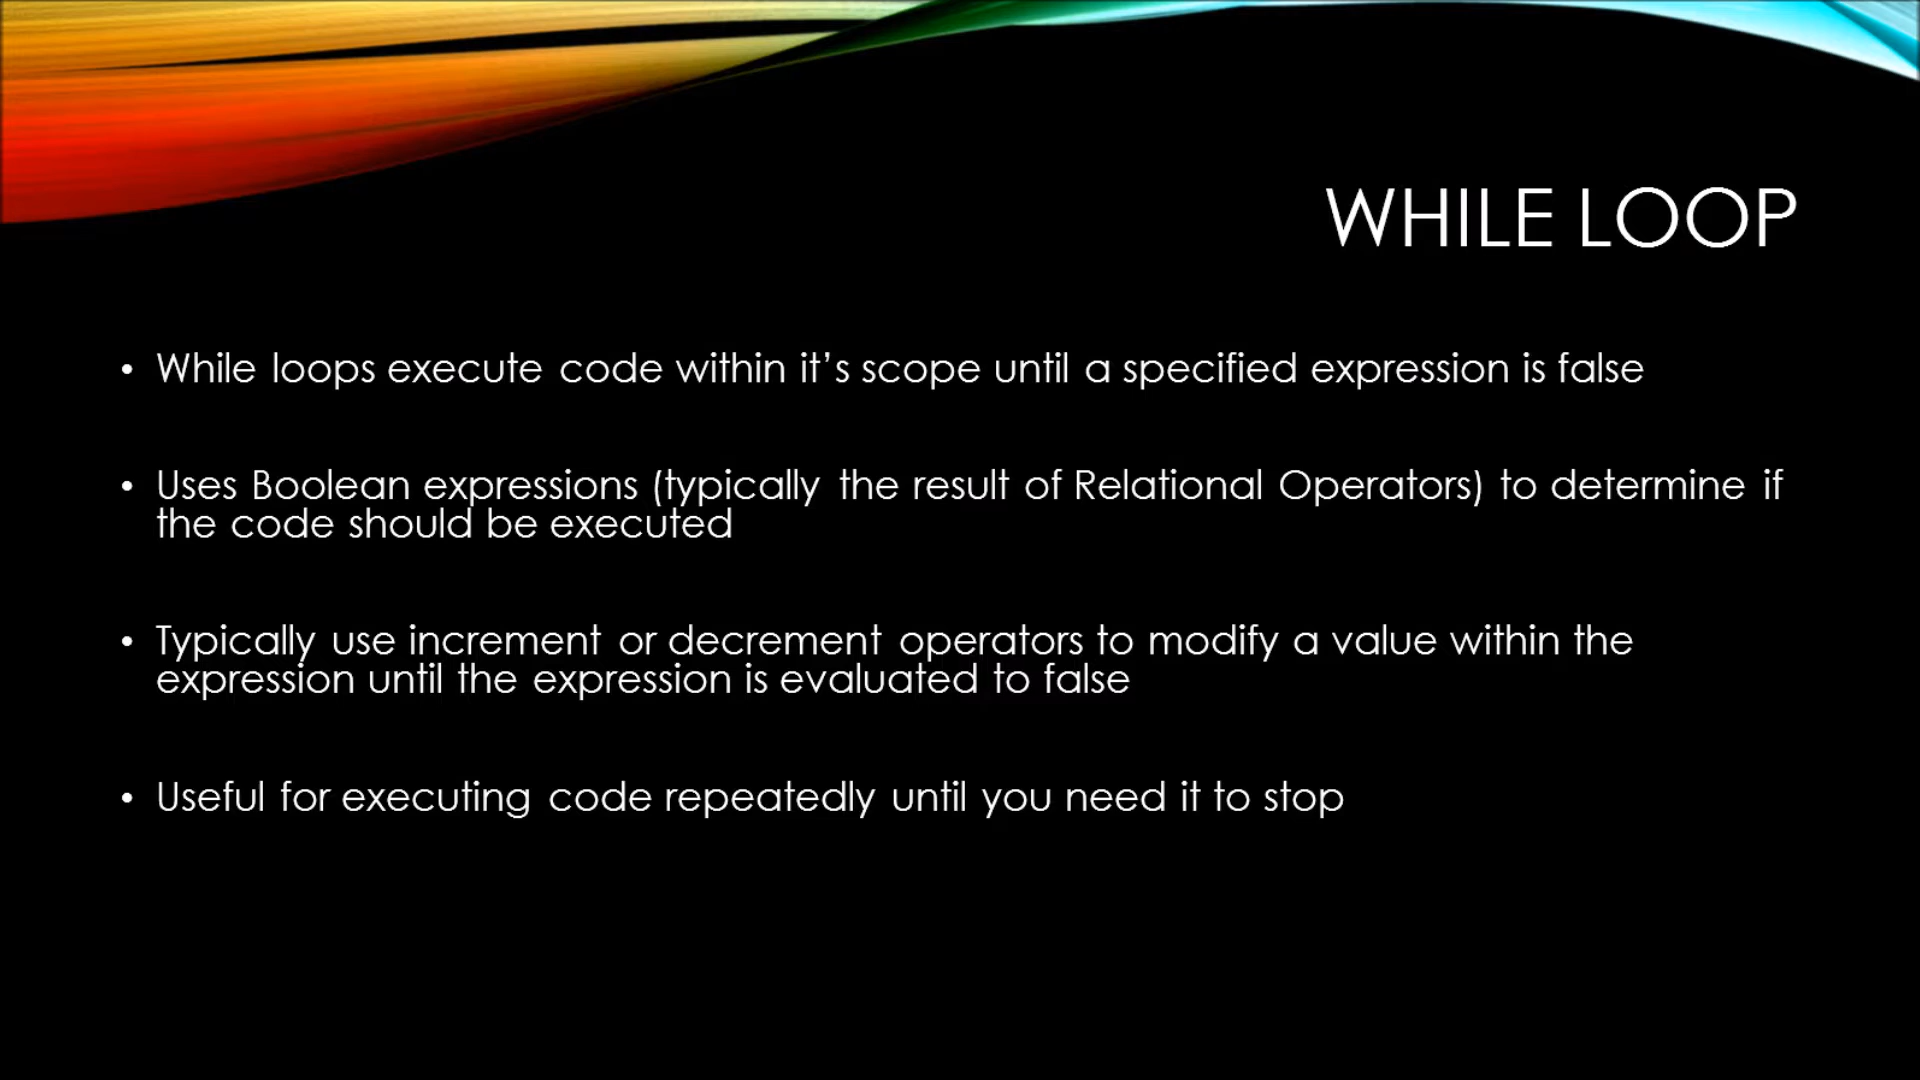 WHILE LOOP
• While loops execute code within it’s scope until a specified expression is false
• Uses Boolean expressions (typically the result of Relational Operators) to determine if
the code should be executed
• Typically use increment or decrement operators to modify a value within the
expression until the expression is evaluated to false
• Useful for executing code repeatedly until you need it to stop